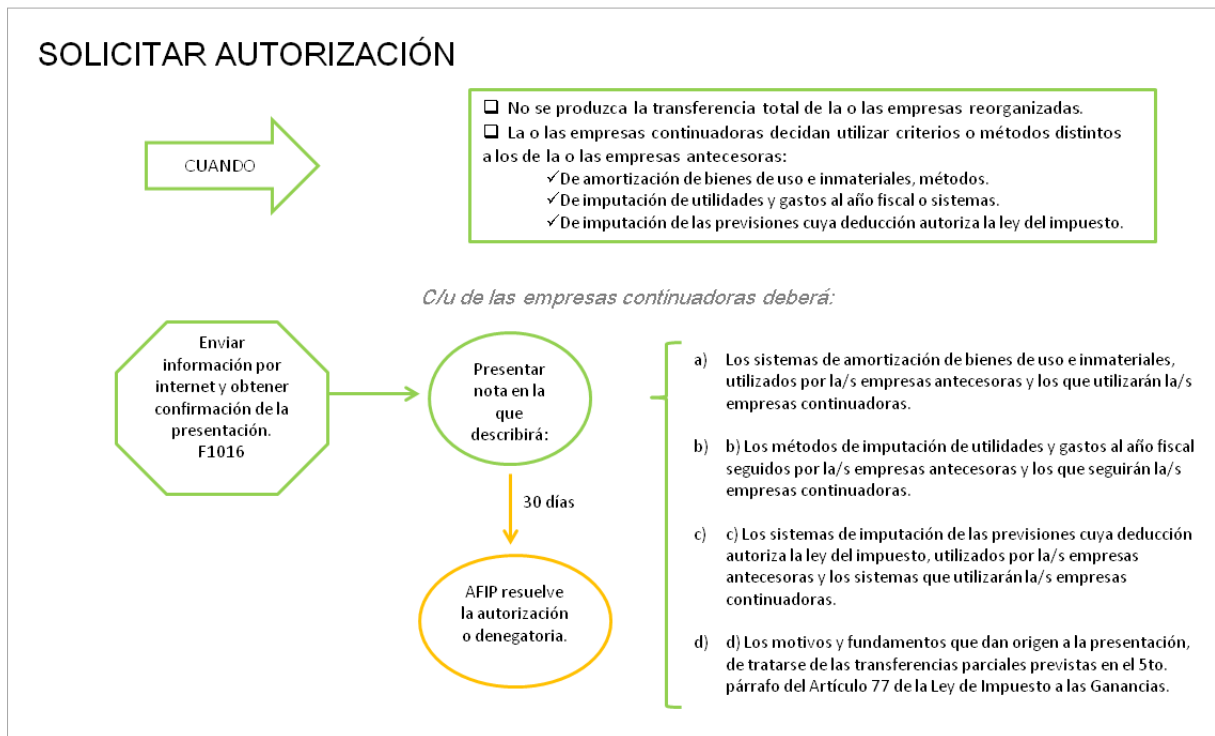 SOLICITAR AUTORIZACIÓN
CUANDO
❑ No se produzca la transferencia total de la o las empresas reorganizadas.
❑ La o las empresas continuadoras decidan utilizar criterios o métodos distintos
a los de la o las empresas antecesoras:
✓De amortización de bienes de uso e inmateriales, métodos.
✓De imputación de utilidades y gastos al año fiscal o sistemas.
✓De imputación de las previsiones cuya deducción autoriza la ley del impuesto.
C/u de las empresas continuadoras deberá:
Enviar
información por
internet y obtener
confirmación de la
presentación.
F1016
Presentar
nota en la
que
describirá:
30 días
AFIP resuelve
la autorización
o denegatoria.
a) Los sistemas de amortización de bienes de uso e inmateriales,
utilizados por la/s empresas antecesoras y los que utilizarán la/s
empresas continuadoras.
b) b) Los métodos de imputación de utilidades y gastos al año fiscal
seguidos por la/s empresas antecesoras y los que seguirán la/s
empresas continuadoras.
c) c) Los sistemas de imputación de las previsiones cuya deducción
autoriza la ley del impuesto, utilizados por la/s empresas
antecesoras y los sistemas que utilizarán la/s empresas
continuadoras.
d) d) Los motivos y fundamentos que dan origen a la presentación,
de tratarse de las transferencias parciales previstas en el 5to.
párrafo del Artículo 77 de la Ley de Impuesto a las Ganancias.